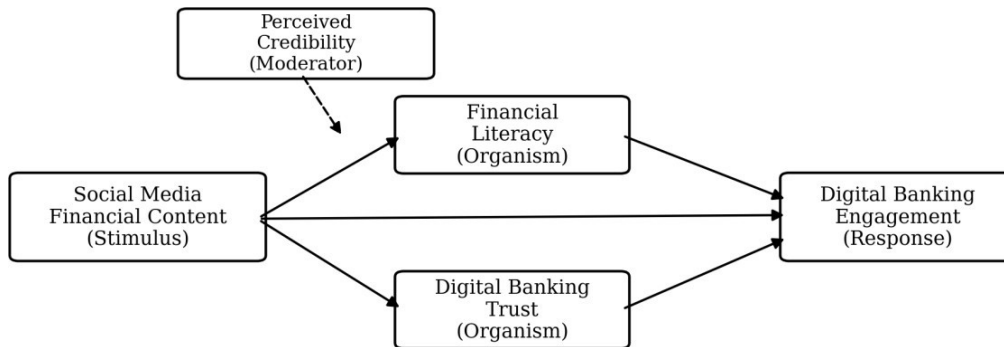 Perceived
Credibility
(Moderator)
Financial
Literacy
(Organism)
Social Media
Financial Content
(Stimulus)
Digital Banking
Engagement
(Response)
Digital Banking
Trust
(Organism)